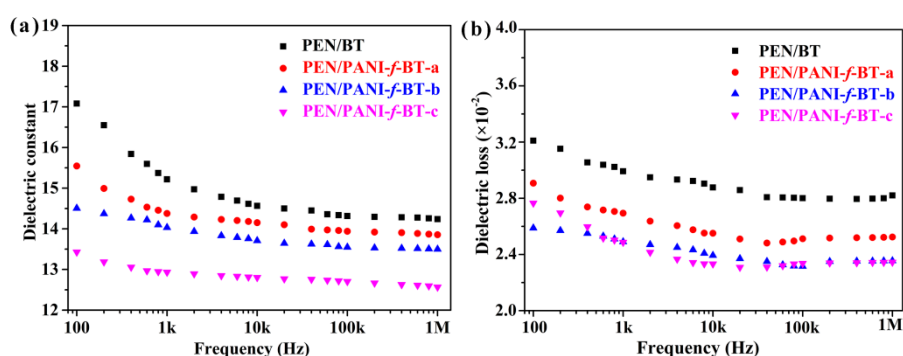 (a)
PEN/BT
PEN/PANI-f-BT-a
PEN/PANI-f-BT-b
PEN/PANI-f-BT-c
Dielectric constant
19
18
17
16
15
14
13
12
100 1k 10k 100k 1M
Frequency (Hz)
(b)
PEN/BT
PEN/PANI-f-BT-a
PEN/PANI-f-BT-b
PEN/PANI-f-BT-c
Dielectric loss (×10⁻²)
4.0
3.6
3.2
2.8
2.4
2.0
100 1k 10k 100k 1M
Frequency (Hz)